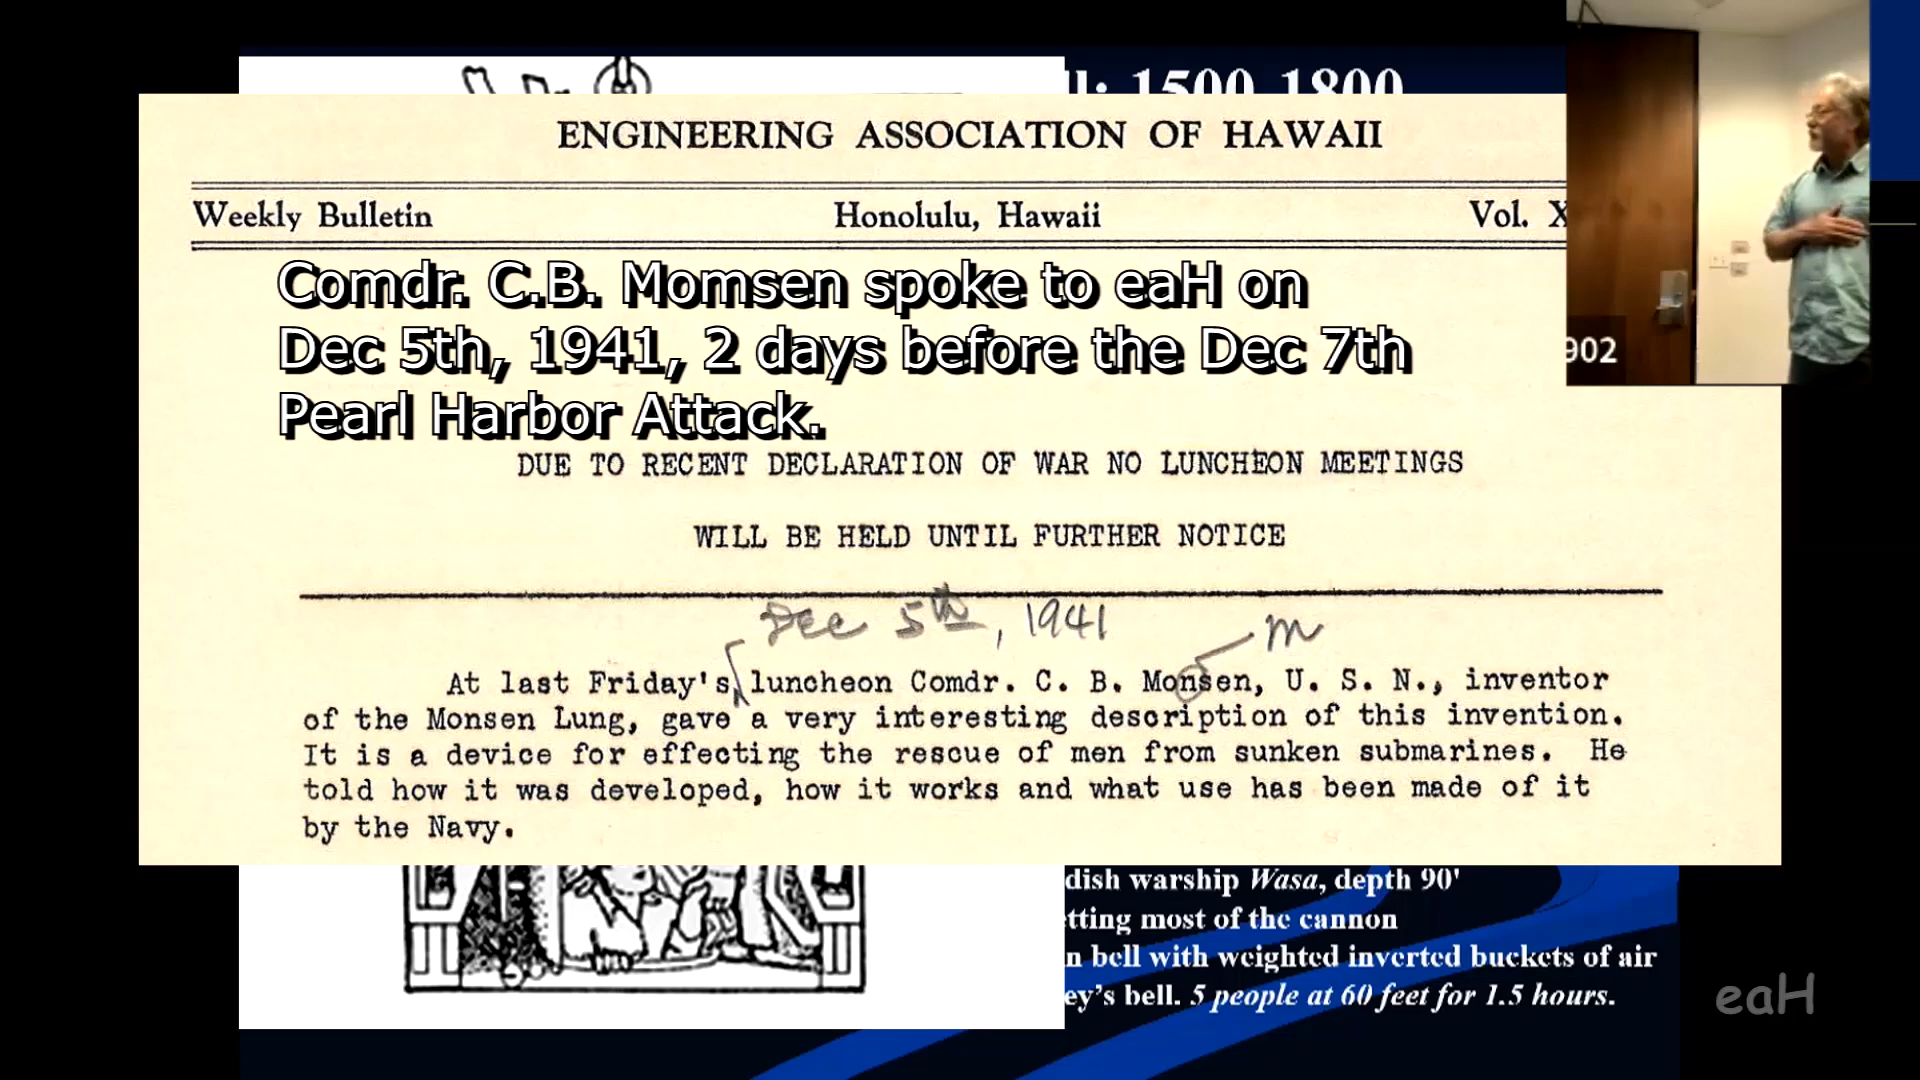 l: 1500-1800
ENGINEERING ASSOCIATION OF HAWAII
Weekly Bulletin Honolulu, Hawaii Vol. X
Comdr. C.B. Momsen spoke to eaH on
Dec 5th, 1941, 2 days before the Dec 7th
Pearl Harbor Attack.
902
DUE TO RECENT DECLARATION OF WAR NO LUNCHEON MEETINGS
WILL BE HELD UNTIL FURTHER NOTICE
Dec 5th, 1941 m
At last Friday's luncheon Comdr. C. B. Monsen, U. S. N., inventor
of the Monsen Lung, gave a very interesting description of this invention.
It is a device for effecting the rescue of men from sunken submarines. He
told how it was developed, how it works and what use has been made of it
by the Navy.
dish warship Wasa, depth 90'
tting most of the cannon
n bell with weighted inverted buckets of air
ey's bell. 5 people at 60 feet for 1.5 hours.
eaH